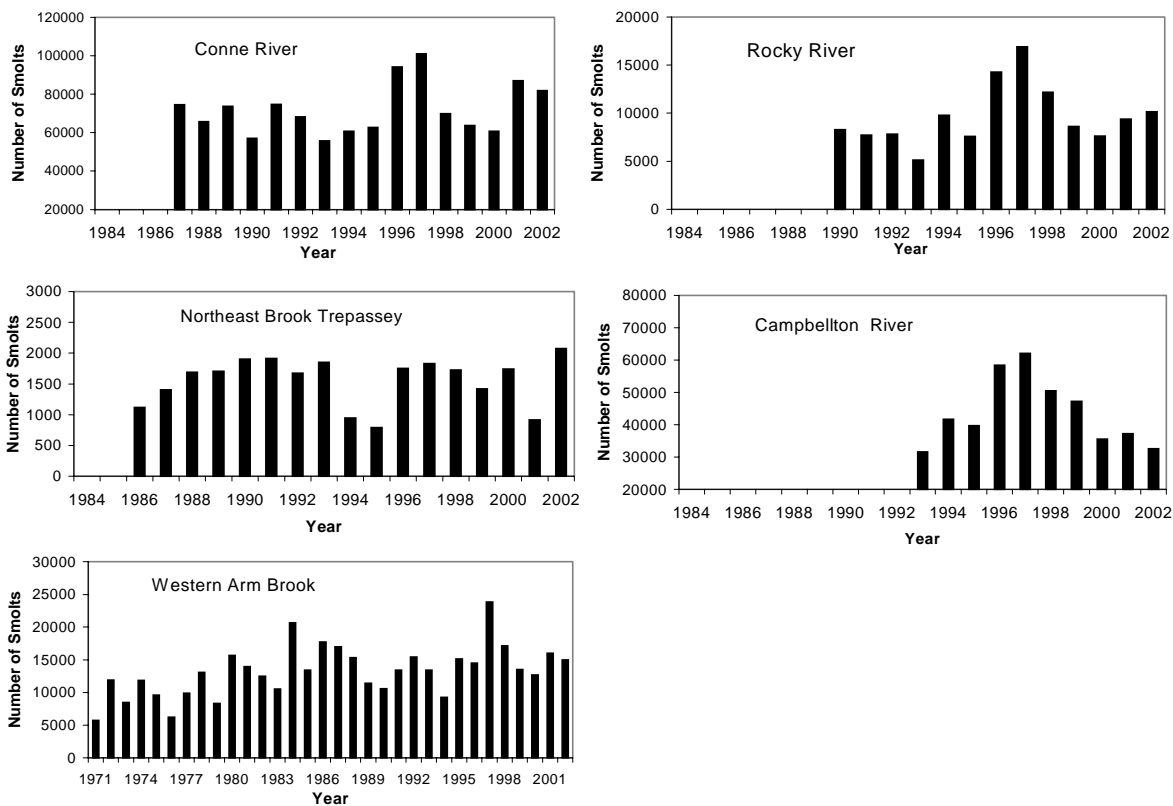 Conne River
Number of Smolts
120000
100000
80000
60000
40000
20000
1984 1986 1988 1990 1992 1994 1996 1998 2000 2002
Year
Rocky River
Number of Smolts
20000
15000
10000
5000
0
1984 1986 1988 1990 1992 1994 1996 1998 2000 2002
Year
Northeast Brook Trepassey
Number of Smolts
3000
2500
2000
1500
1000
500
0
1984 1986 1988 1990 1992 1994 1996 1998 2000 2002
Year
Campbellton River
Number of Smolts
80000
70000
60000
50000
40000
30000
20000
1984 1986 1988 1990 1992 1994 1996 1998 2000 2002
Year
Western Arm Brook
Number of Smolts
30000
25000
20000
15000
10000
5000
0
1971 1974 1977 1980 1983 1986 1989 1992 1995 1998 2001
Year